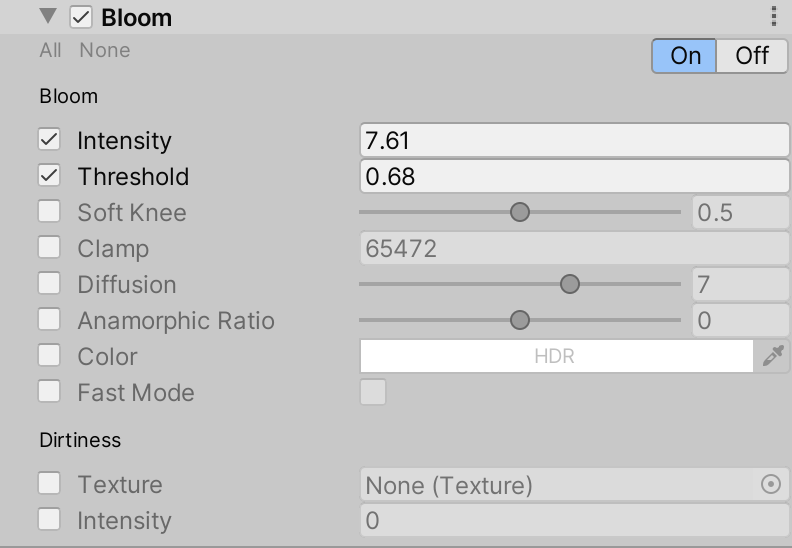 Bloom
All None
On Off
Bloom
Intensity 7.61
Threshold 0.68
Soft Knee 0.5
Clamp 65472
Diffusion 7
Anamorphic Ratio 0
Color HDR
Fast Mode
Dirtiness
Texture None (Texture)
Intensity 0